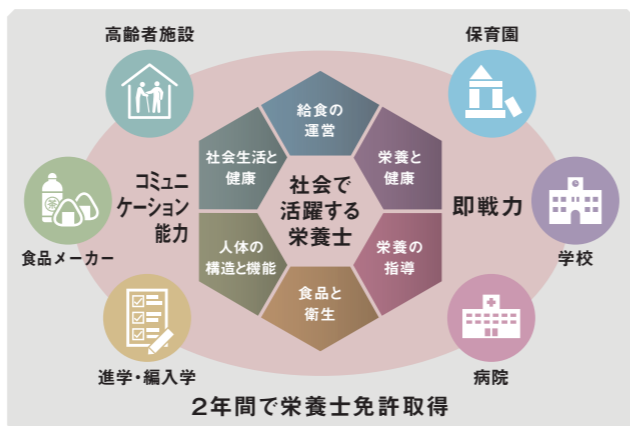 高齢者施設
保育園
給食の
運営
社会生活と
健康
栄養と
健康
コミュニ
ケーション
能力
社会で
活躍する
栄養士
即戦力
食品メーカー
学校
人体の
構造と機能
栄養の
指導
食品と
衛生
進学・編入学
病院
2年間で栄養士免許取得